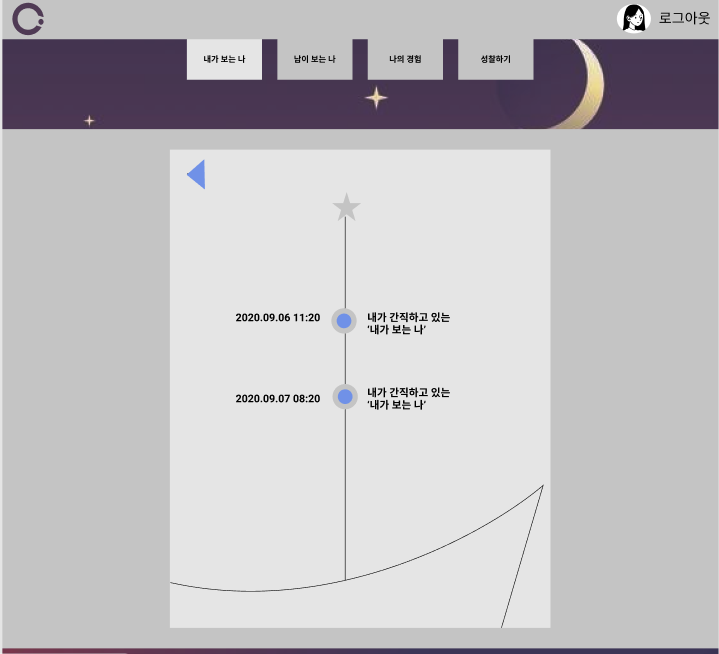 로그아웃
내가 보는 나
남이 보는 나
나의 경험
성찰하기
2020.09.06 11:20
내가 간직하고 있는
'내가 보는 나'
2020.09.07 08:20
내가 간직하고 있는
'내가 보는 나'